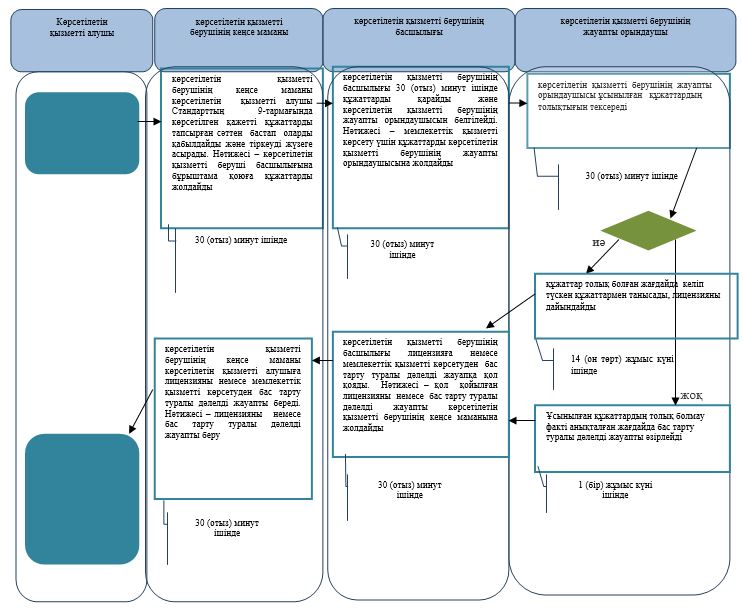 Көрсетілетін
қызметті алушы
көрсетілетін қызметті
берушінің кеңсе маманы
көрсетілетін қызметті берушінің
басшылығы
көрсетілетін қызметті берушінің
жауапты орындаушы
көрсетілетін қызметті
берушінің кеңсе маманы
көрсетілетін қызметті алушы
Стандарттың 9-тармағында
көрсетілген қажетті құжаттарды
тапсырған сәттен бастап оларды
қабылдайды және тіркеуді жүзеге
асырады. Нәтижесі – көрсетілетін
қызметті беруші басшылығына
бұрыштама қоюға құжаттарды
жолдайды
30 (отыз) минут ішінде
көрсетілетін қызметті берушінің
басшылығы 30 (отыз) минут ішінде
құжаттарды қарайды және
көрсетілетін қызметті берушінің
жауапты орындаушысын белгілейді.
Нәтижесі – мемлекеттік қызметті
көрсету үшін құжаттарды көрсетілетін
қызметті берушінің жауапты
орындаушысына жолдайды
30 (отыз) минут
ішінде
көрсетілетін қызметті берушінің жауапты
орындаушысы ұсынылған құжаттардың
толықтығын тексереді
30 (отыз) минут ішінде
иә
құжаттар толық болған жағдайда келіп
түскен құжаттармен танысады, лицензияны
дайындайды
14 (он төрт) жұмыс күні
ішінде
жоқ
Ұсынылған құжаттардың толық болмау
факті анықталған жағдайда бас тарту
туралы дәлелді жауапты әзірлейді
1 (бір) жұмыс күні
ішінде
көрсетілетін қызметті берушінің
басшылығы лицензияға немесе
мемлекеттік қызметті көрсетуден бас
тарту туралы дәлелді жауапқа қол
қояды. Нәтижесі – қол қойылған
лицензияны немесе бас тарту туралы
дәлелді жауапты көрсетілетін
қызметті берушінің кеңсе маманына
жолдайды
30 (отыз) минут
ішінде
көрсетілетін қызметті
берушінің кеңсе маманы
көрсетілетін қызметті алушыға
лицензияны немесе мемлекеттік
қызметті көрсетуден бас тарту
туралы дәлелді жауапты береді.
Нәтижесі – лицензияны немесе
бас тарту туралы дәлелді
жауапты беру
30 (отыз) минут
ішінде